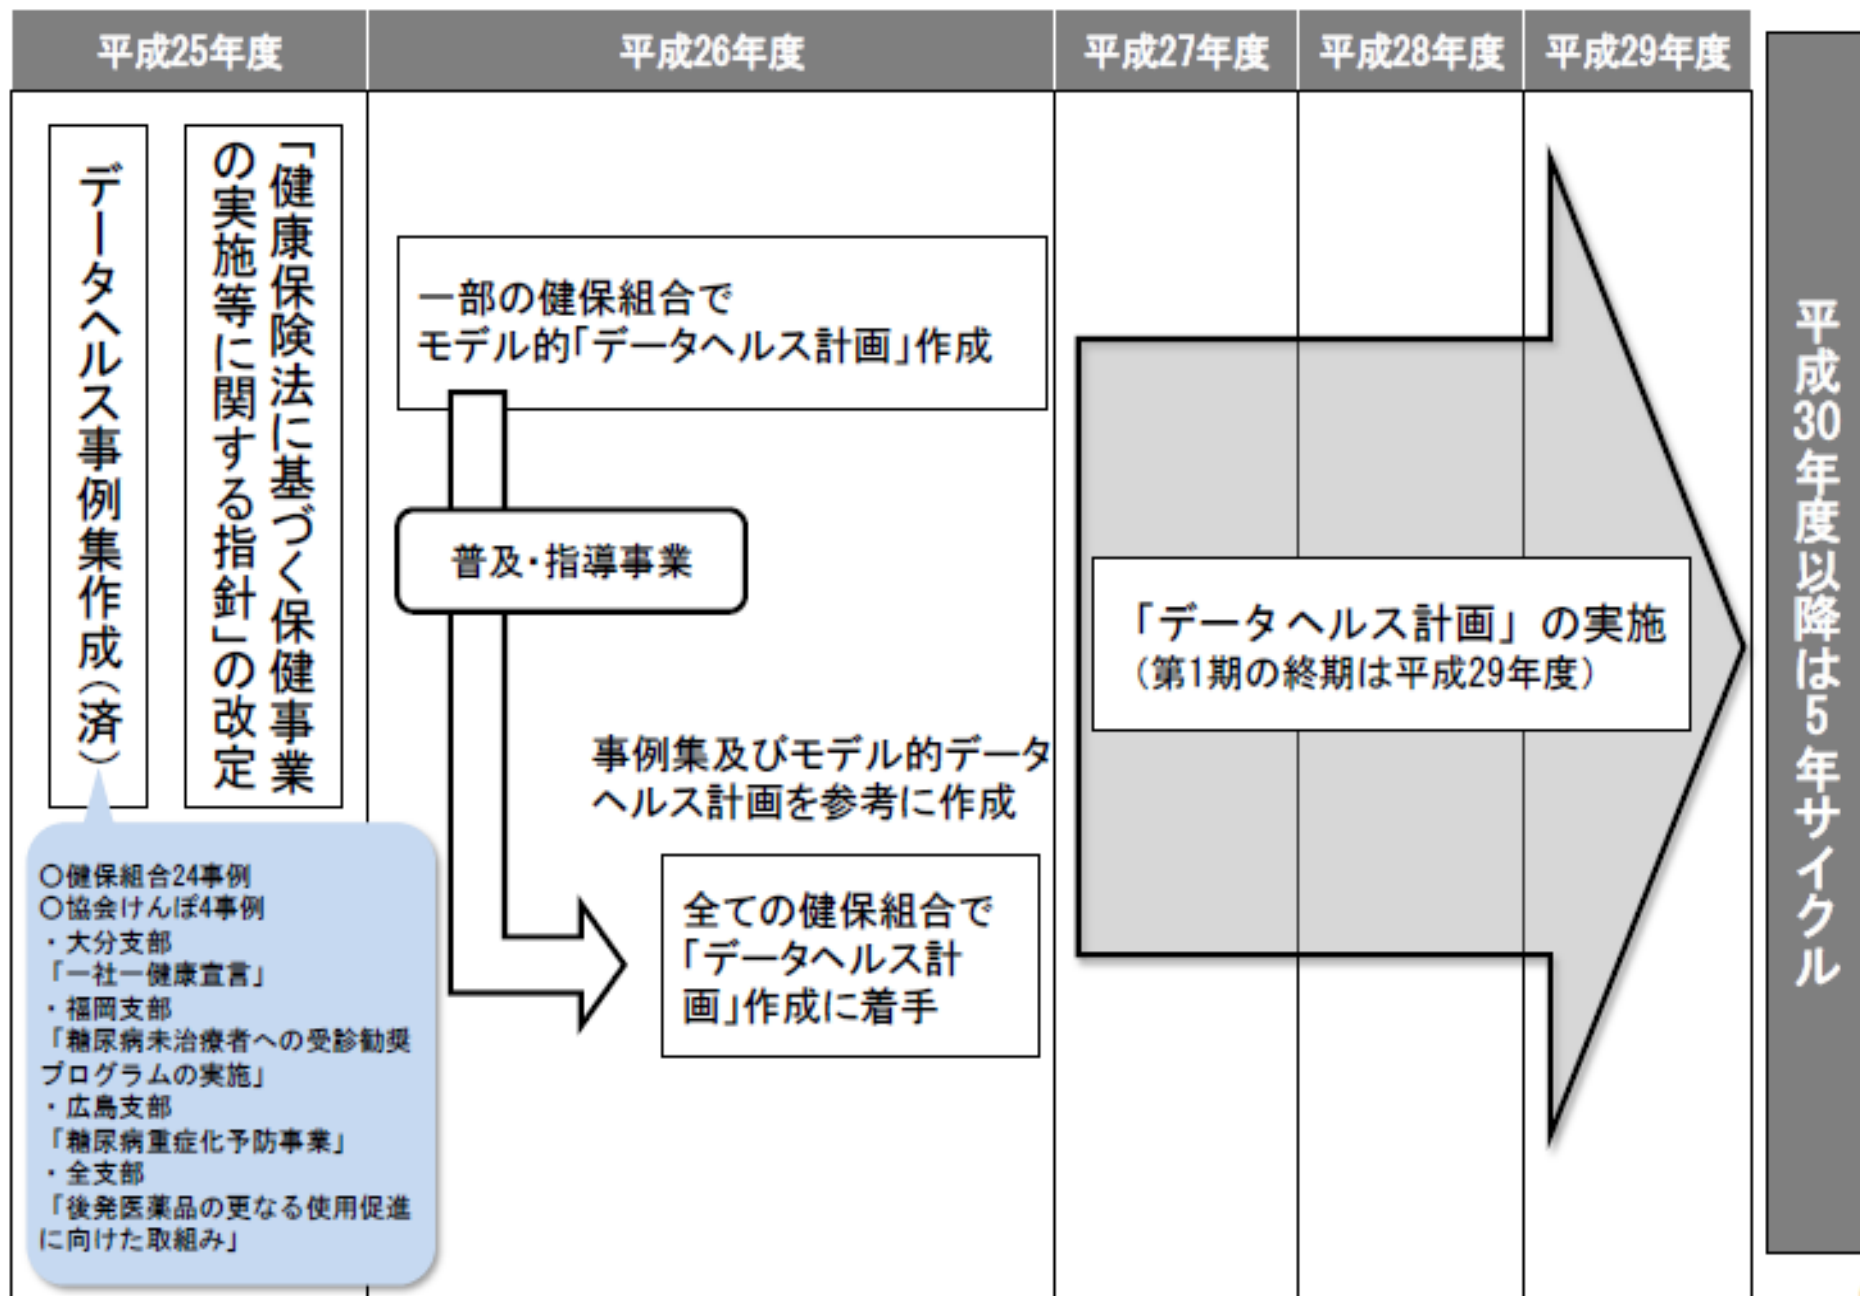 平成25年度
平成26年度
平成27年度
平成28年度
平成29年度
データヘルス事例集作成(済)
「健康保険法に基づく保健事業
の実施等に関する指針」の改定
一部の健保組合で
モデル的「データヘルス計画」作成
普及・指導事業
事例集及びモデル的データ
ヘルス計画を参考に作成
全ての健保組合で
「データヘルス計
画」作成に着手
「データヘルス計画」の実施
(第1期の終期は平成29年度)
平成30年度以降は5年サイクル
○健保組合24事例
○協会けんぽ4事例
・大分支部
「一社一健康宣言」
・福岡支部
「糖尿病未治療者への受診勧奨
プログラムの実施」
・広島支部
「糖尿病重症化予防事業」
・全支部
「後発医薬品の更なる使用促進
に向けた取組み」